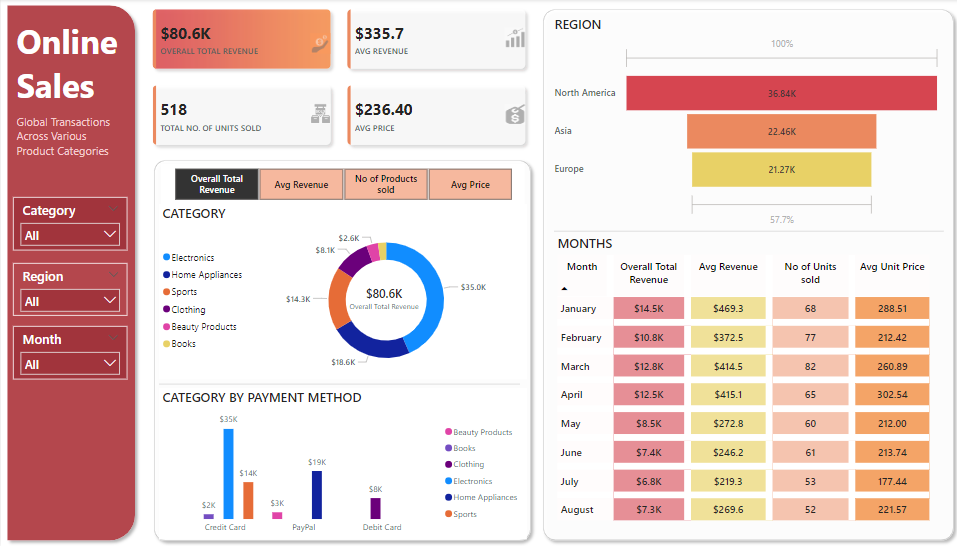 Online
Sales
Global Transactions
Across Various
Product Categories
Category
All
Region
All
Month
All
$80.6K
OVERALL TOTAL REVENUE
$335.7
AVG REVENUE
518
TOTAL NO. OF UNITS SOLD
$236.40
AVG PRICE
Overall Total
Revenue
Avg Revenue
No of Products
sold
Avg Price
CATEGORY
Electronics
Home Appliances
Sports
Clothing
Beauty Products
Books
$2.6K
$8.1K
$14.3K
$18.6K
$35.0K
$80.6K
Overall Total Revenue
CATEGORY BY PAYMENT METHOD
$2K
$35K
$14K
$3K
$19K
$8K
Credit Card
PayPal
Debit Card
Beauty Products
Books
Clothing
Electronics
Home Appliances
Sports
REGION
100%
North America
36.84K
Asia
22.46K
Europe
21.27K
57.7%
MONTHS
Month Overall Total Revenue Avg Revenue No of Units sold Avg Unit Price
January $14.5K $469.3 68 288.51
February $10.8K $372.5 77 212.42
March $12.8K $414.5 82 260.89
April $12.5K $415.1 65 302.54
May $8.5K $272.8 60 212.00
June $7.4K $246.2 61 213.74
July $6.8K $219.3 53 177.44
August $7.3K $269.6 52 221.57